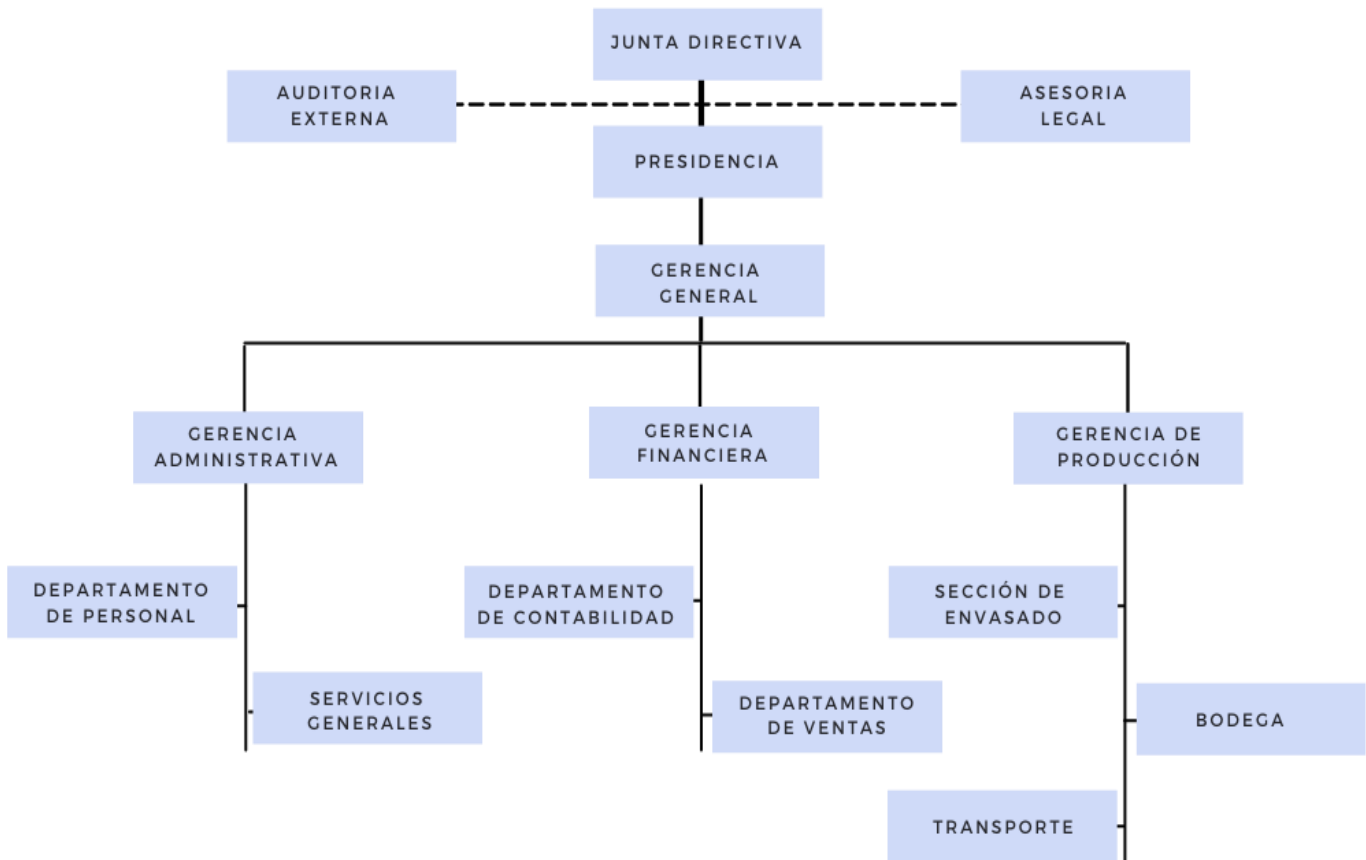 JUNTA DIRECTIVA
AUDITORIA
EXTERNA
ASESORIA
LEGAL
PRESIDENCIA
GERENCIA
GENERAL
GERENCIA
ADMINISTRATIVA
GERENCIA
FINANCIERA
GERENCIA DE
PRODUCCIÓN
DEPARTAMENTO
DE PERSONAL
DEPARTAMENTO
DE CONTABILIDAD
SECCIÓN DE
ENVASADO
SERVICIOS
GENERALES
DEPARTAMENTO
DE VENTAS
BODEGA
TRANSPORTE